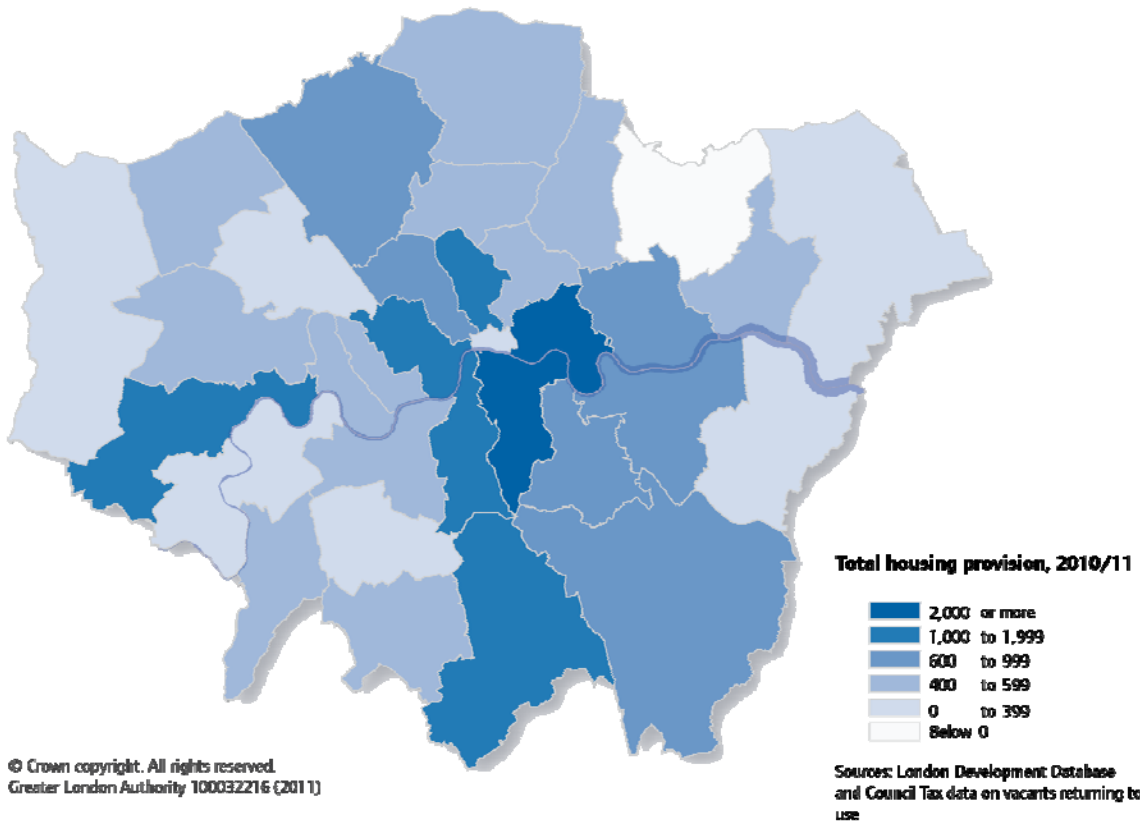 Total housing provision, 2010/11
2,000 or more
1,000 to 1,999
600 to 999
400 to 599
0 to 399
Below 0
© Crown copyright. All rights reserved.
Greater London Authority 100032216 (2011)
Sources: London Development Database
and Council Tax data on vacants returning to
use